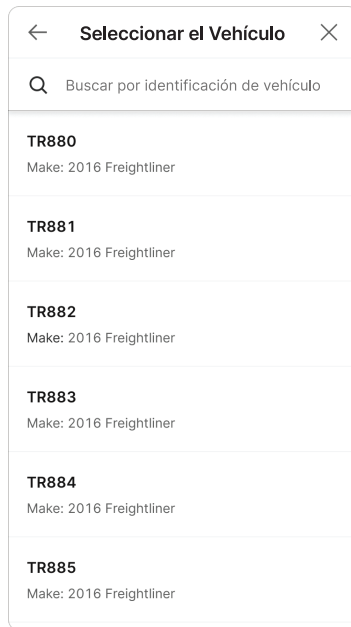 Seleccionar el Vehículo
Buscar por identificación de vehículo
TR880
Make: 2016 Freightliner
TR881
Make: 2016 Freightliner
TR882
Make: 2016 Freightliner
TR883
Make: 2016 Freightliner
TR884
Make: 2016 Freightliner
TR885
Make: 2016 Freightliner